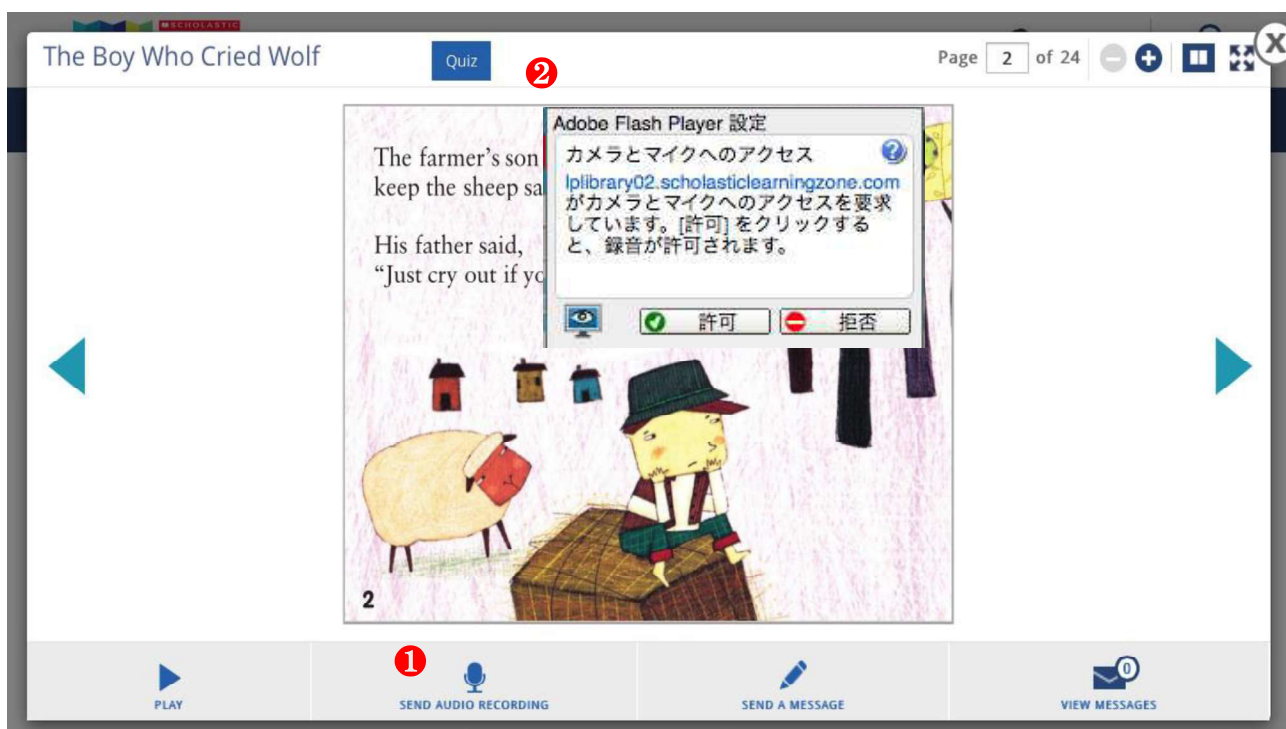 SCHOLASTIC
The Boy Who Cried Wolf
Quiz
❷
Page 2 of 24
X
The farmer's son
keep the sheep sa
His father said,
“Just cry out if yo
Adobe Flash Player 設定
カメラとマイクへのアクセス
?
lplibrary02.scholasticlearningzone.com
がカメラとマイクへのアクセスを要求
しています。[許可] をクリックする
と、録音が許可されます。
許可
拒否
2
❶
0
PLAY
SEND AUDIO RECORDING
SEND A MESSAGE
VIEW MESSAGES